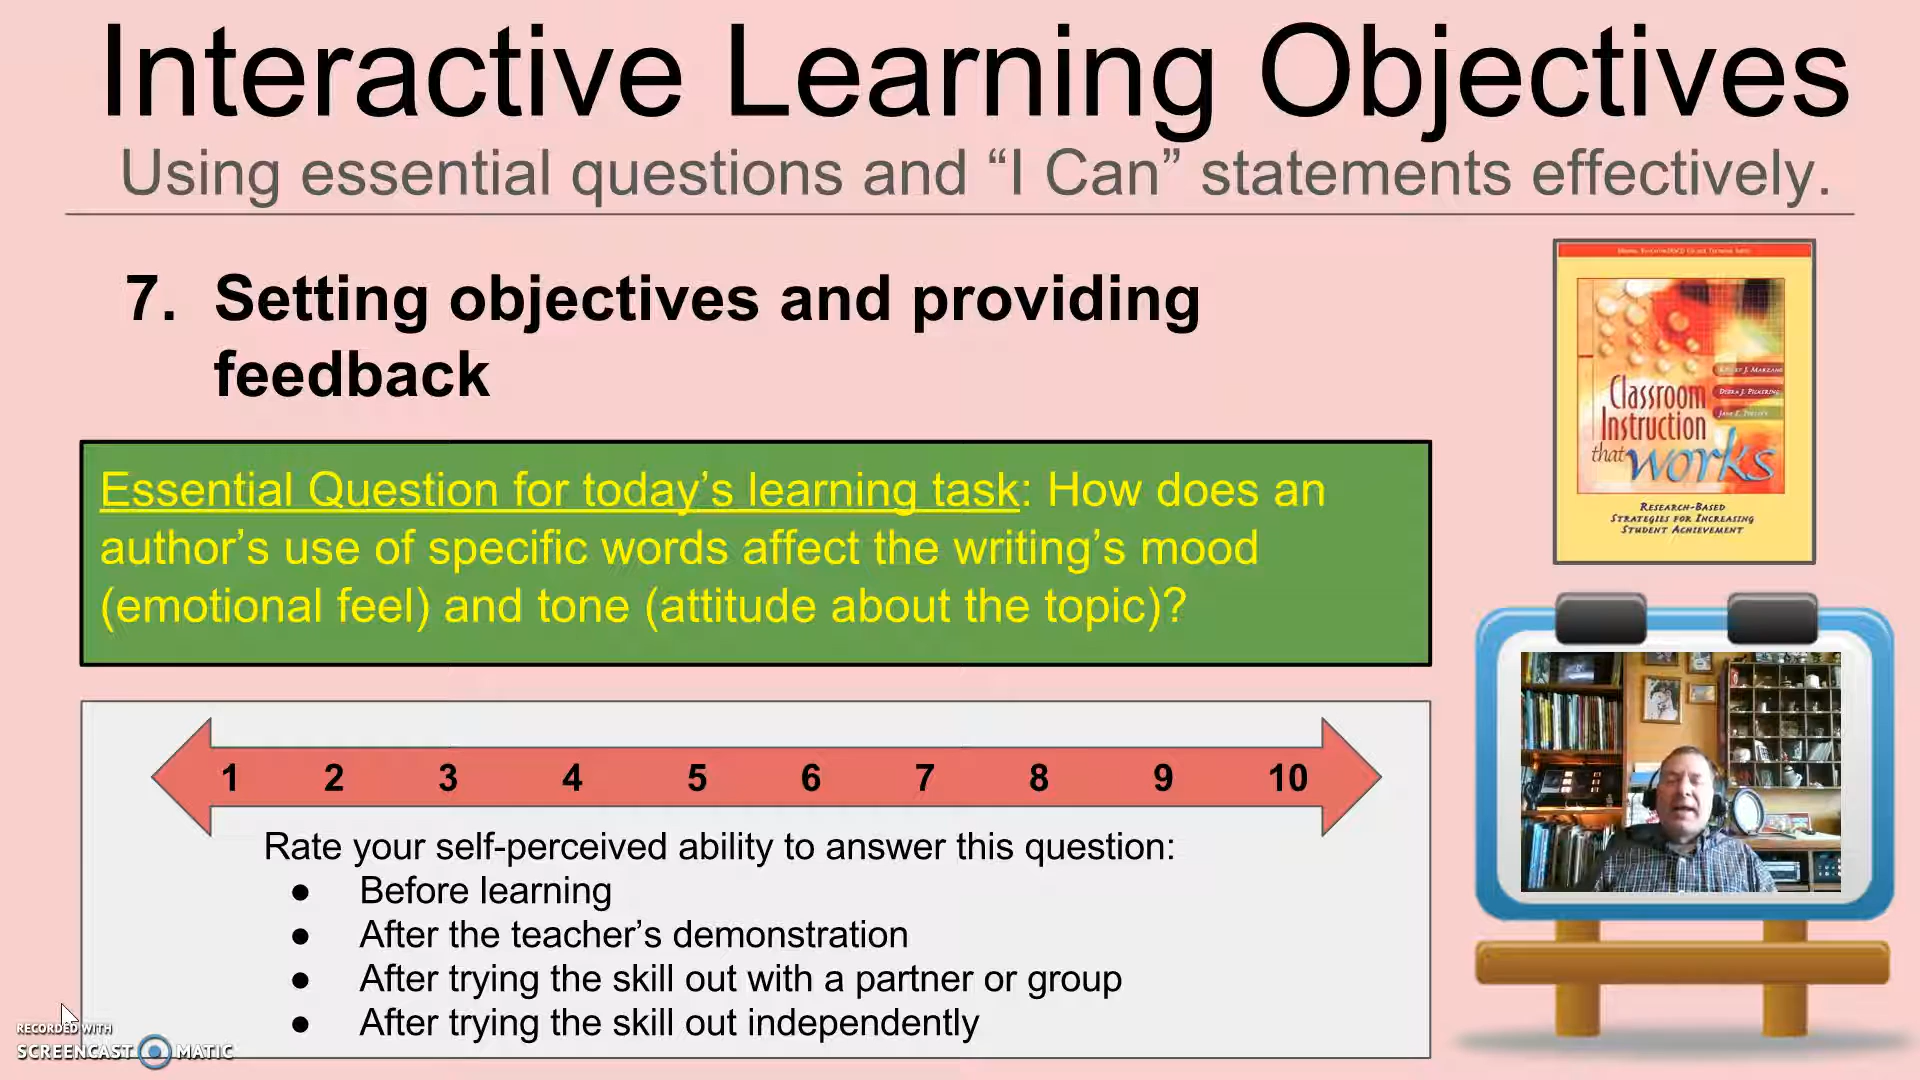 Interactive Learning Objectives
Using essential questions and “I Can” statements effectively.
7. Setting objectives and providing
feedback
Essential Question for today’s learning task: How does an
author’s use of specific words affect the writing’s mood
(emotional feel) and tone (attitude about the topic)?
1 2 3 4 5 6 7 8 9 10
Rate your self-perceived ability to answer this question:
● Before learning
● After the teacher’s demonstration
● After trying the skill out with a partner or group
● After trying the skill out independently
Classroom
Instruction
that works
RESEARCH-BASED
STRATEGIES FOR INCREASING
STUDENT ACHIEVEMENT
RECORDED WITH
SCREENCAST MATIC